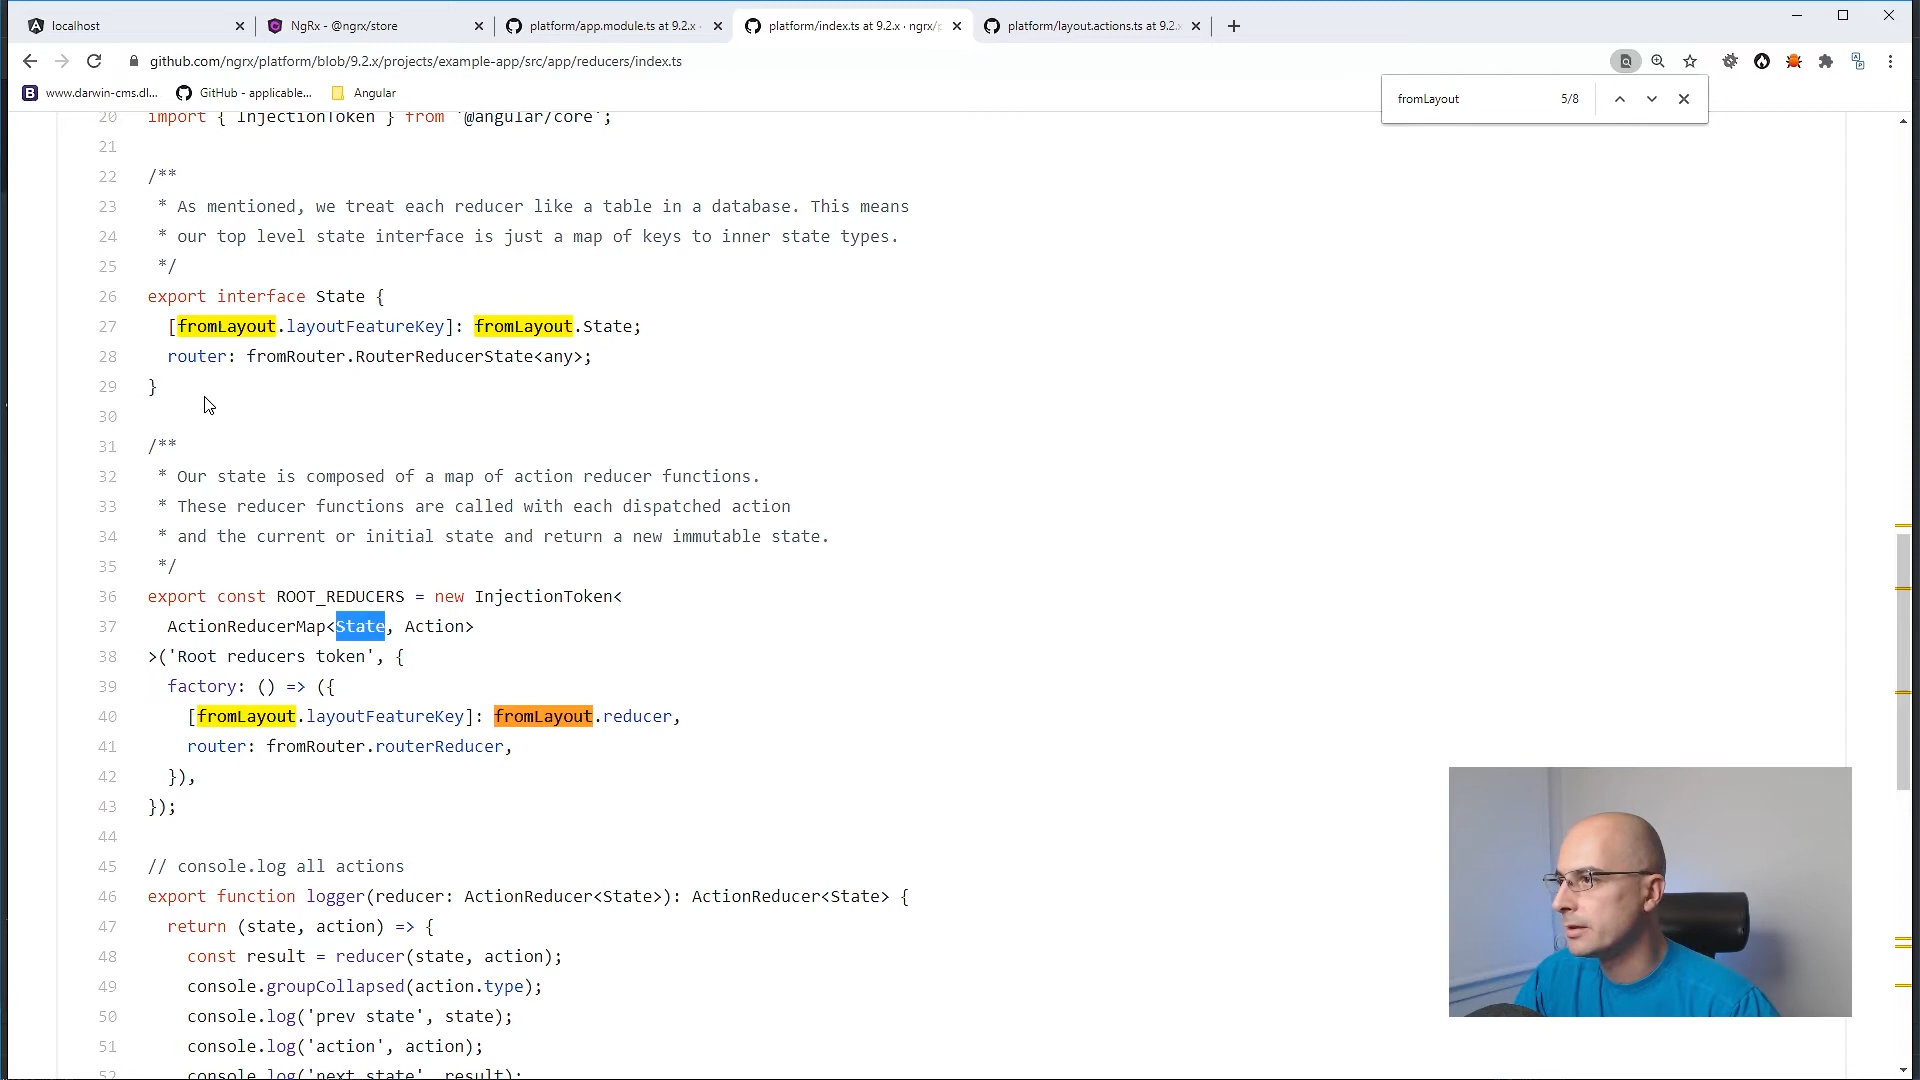 localhost
NgRx - @ngrx/store
platform/app.module.ts at 9.2.x ·
platform/index.ts at 9.2.x · ngrx/p
platform/layout.actions.ts at 9.2.x
github.com/ngrx/platform/blob/9.2.x/projects/example-app/src/app/reducers/index.ts
www.darwin-cms.dl...
GitHub - applicable...
Angular
fromLayout 5/8
20 import { InjectionToken } from '@angular/core';
21
22 /**
23 * As mentioned, we treat each reducer like a table in a database. This means
24 * our top level state interface is just a map of keys to inner state types.
25 */
26 export interface State {
27 [fromLayout.layoutFeatureKey]: fromLayout.State;
28 router: fromRouter.RouterReducerState<any>;
29 }
30
31 /**
32 * Our state is composed of a map of action reducer functions.
33 * These reducer functions are called with each dispatched action
34 * and the current or initial state and return a new immutable state.
35 */
36 export const ROOT_REDUCERS = new InjectionToken<
37 ActionReducerMap<State, Action>
38 >('Root reducers token', {
39 factory: () => ({
40 [fromLayout.layoutFeatureKey]: fromLayout.reducer,
41 router: fromRouter.routerReducer,
42 }),
43 });
44
45 // console.log all actions
46 export function logger(reducer: ActionReducer<State>): ActionReducer<State> {
47 return (state, action) => {
48 const result = reducer(state, action);
49 console.groupCollapsed(action.type);
50 console.log('prev state', state);
51 console.log('action', action);
52 console.log('next state', result);